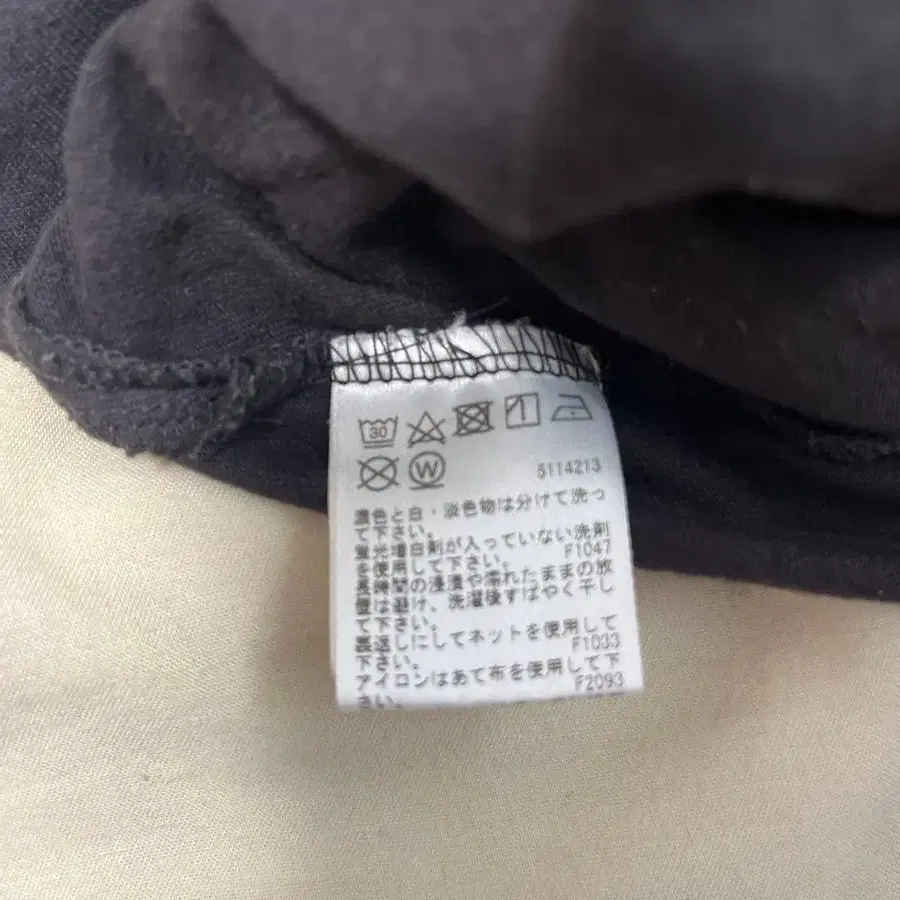 30
W
5114213
濃色と白・淡色物は分けて洗っ
て下さい。
蛍光増白剤が入っていない洗剤
を使用して下さい。 F1047
長時間の浸漬や濡れたままの放
置は避け、洗濯後すばやく干し
て下さい。
裏返しにしてネットを使用して
下さい。 F1033
アイロンはあて布を使用して下
さい。 F2093